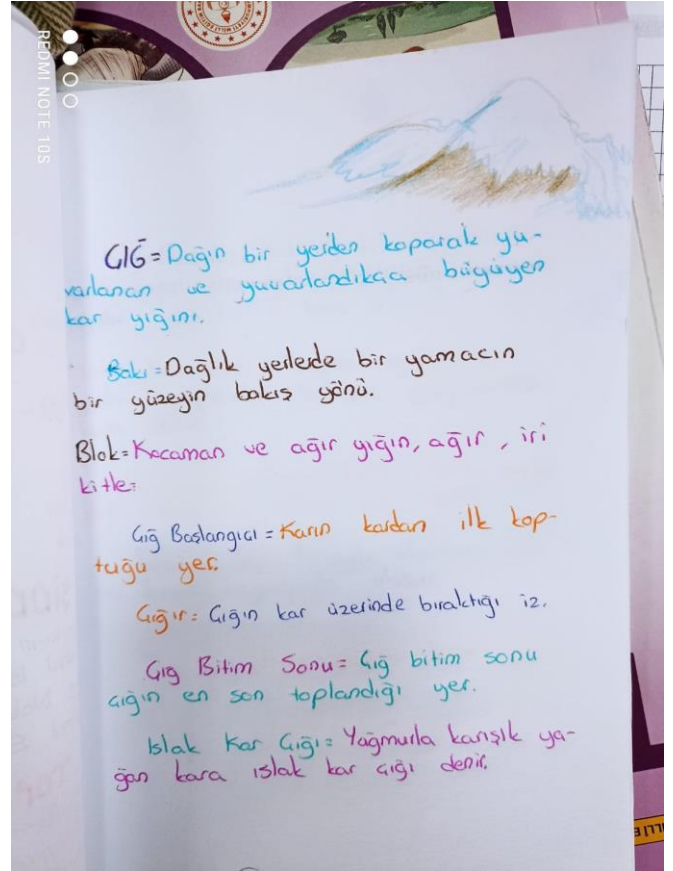 REDMI NOTE 10S
ÇIĞ = Dağın bir yerden koparak yu-
varlanan ve yuvarlandıkça büyüyen
kar yığını.
Bakı = Dağlık yerlerde bir yamacın
bir yüzeyin bakış yönü.
Blok = Kocaman ve ağır yığın, ağır, iri
kitle:
Çığ Başlangıcı = Karın kardan ilk kop-
tuğu yer.
Çığır = Çığın kar üzerinde bıraktığı iz.
Çığ Bitim Sonu = Çığ bitim sonu
çığın en son toplandığı yer.
Islak Kar Çığı = Yağmurla karışık ya-
ğan kara ıslak kar çığı denir.